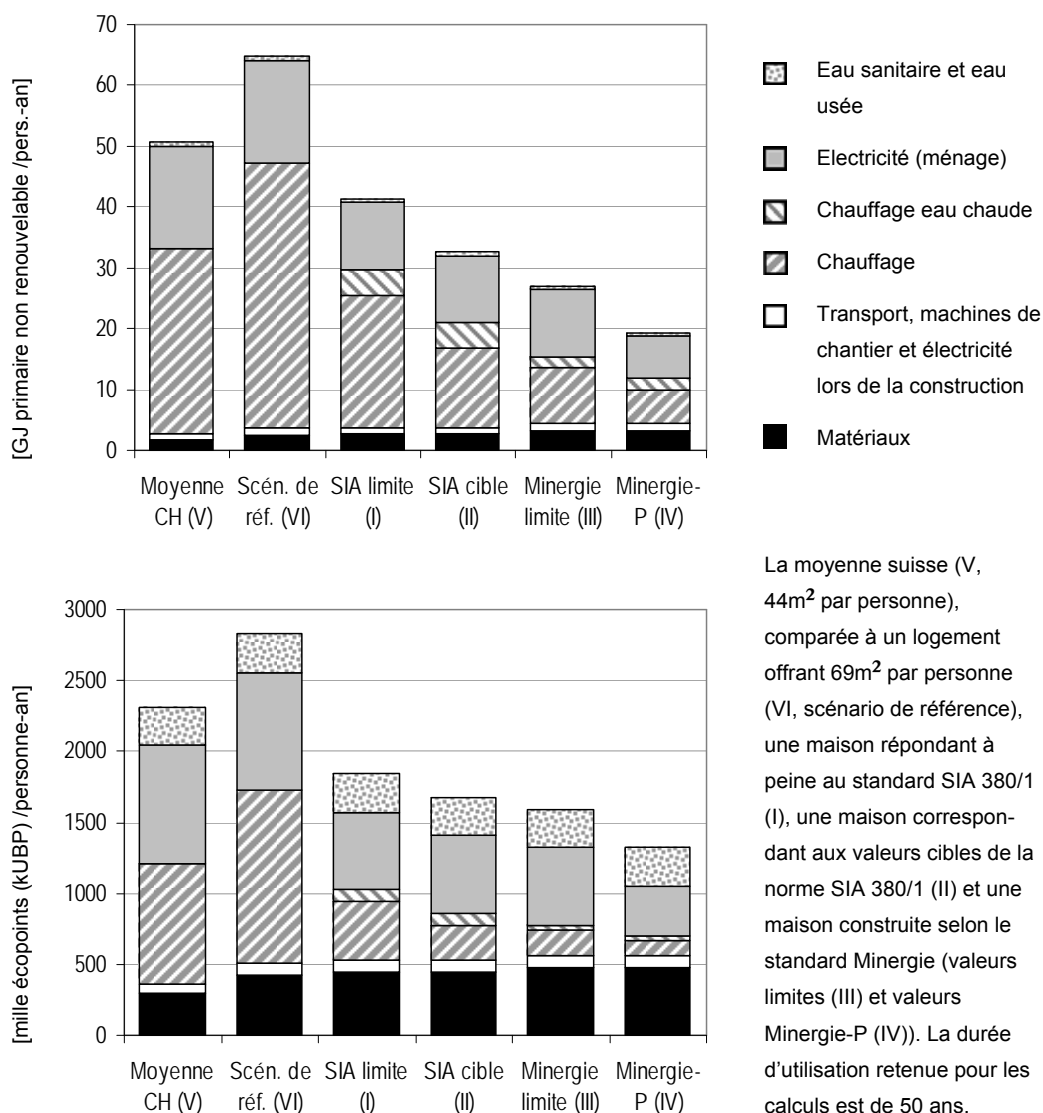 70
60
50
40
30
20
10
0
[GJ primaire non renouvelable /pers.-an]
Moyenne CH (V)
Scén. de réf. (VI)
SIA limite (I)
SIA cible (II)
Minergie limite (III)
Minergie-P (IV)
Eau sanitaire et eau
usée
Electricité (ménage)
Chauffage eau chaude
Chauffage
Transport, machines de
chantier et électricité
lors de la construction
Matériaux
3000
2500
2000
1500
1000
500
0
[mille écopoints (kUBP) /personne-an]
Moyenne CH (V)
Scén. de réf. (VI)
SIA limite (I)
SIA cible (II)
Minergie limite (III)
Minergie-P (IV)
La moyenne suisse (V,
44m² par personne),
comparée à un logement
offrant 69m² par personne
(VI, scénario de référence),
une maison répondant à
peine au standard SIA 380/1
(I), une maison correspon-
dant aux valeurs cibles de la
norme SIA 380/1 (II) et une
maison construite selon le
standard Minergie (valeurs
limites (III) et valeurs
Minergie-P (IV)). La durée
d'utilisation retenue pour les
calculs est de 50 ans.